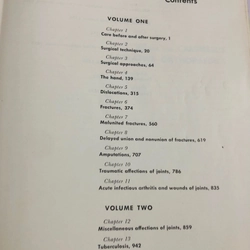 Contents
VOLUME ONE
Chapter 1
Care before and after surgery, 1
Chapter 2
Surgical technique, 20
Chapter 3
Surgical approaches, 64
Chapter 4
The hand, 139
Chapter 5
Dislocations, 313
Chapter 6
Fractures, 374
Chapter 7
Malunited fractures, 560
Chapter 8
Delayed union and nonunion of fractures, 619
Chapter 9
Amputations, 707
Chapter 10
Traumatic affections of joints, 786
Chapter 11
Acute infectious arthritis and wounds of joints, 835
VOLUME TWO
Chapter 12
Miscellaneous affections of joints, 859
Chapter 13
Tuberculosis, 942